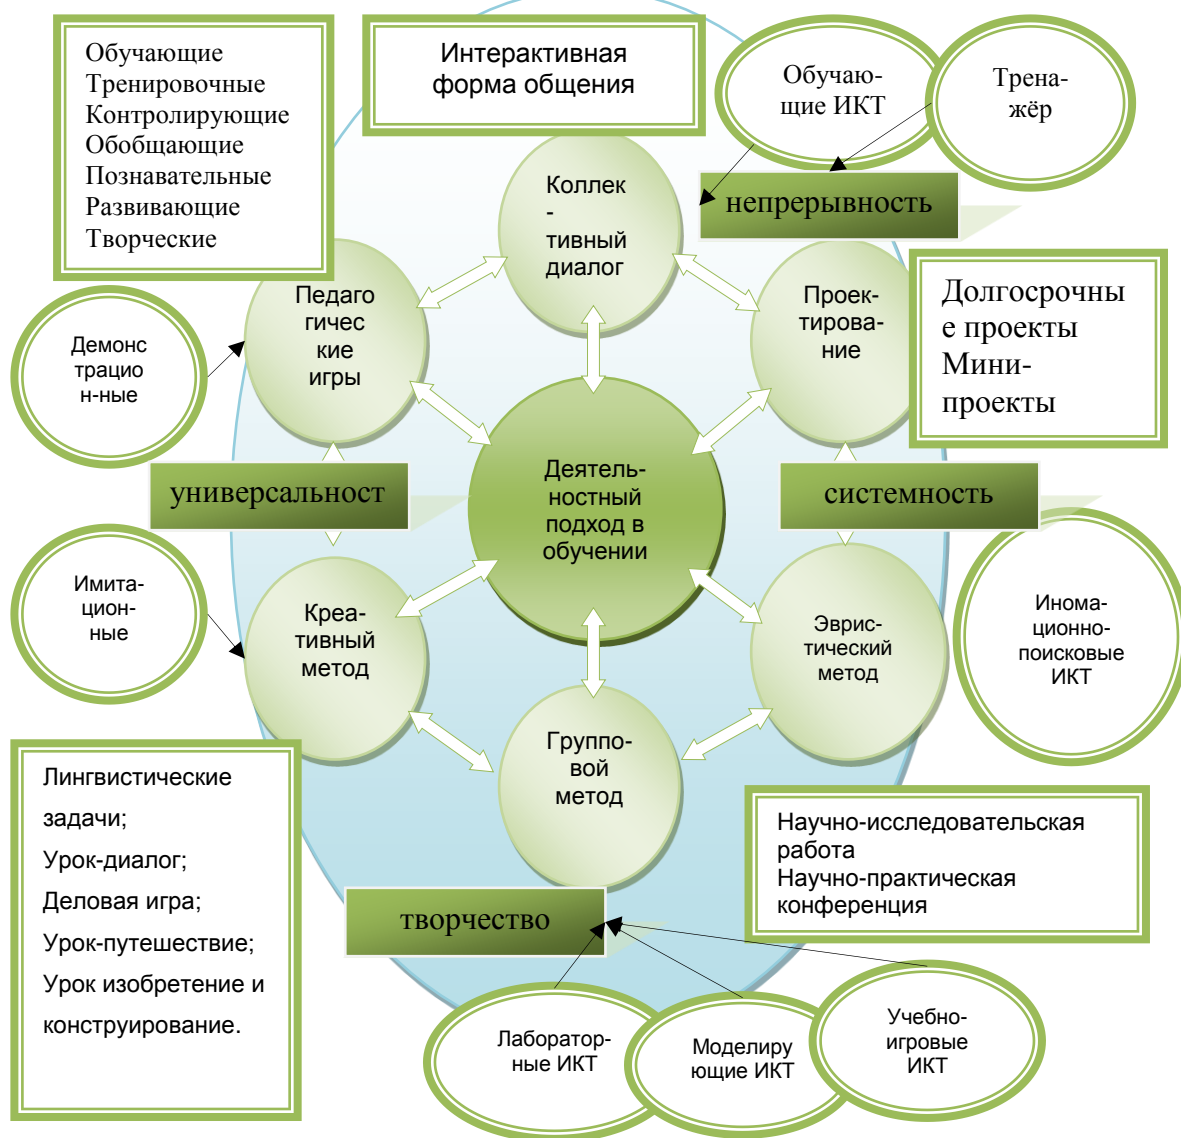 Обучающие
Тренировочные
Контролирующие
Обобщающие
Познавательные
Развивающие
Творческие
Интерактивная
форма общения
Обучаю-
щие ИКТ
Трена-
жёр
непрерывность
Коллек
-
тивный
диалог
Педаго
гичес
кие
игры
Проек-
тирова-
ние
Долгосрочны
е проекты
Мини-
проекты
Демонс
трацио
н-ные
универсальност
Деятель-
ностный
подход в
обучении
системность
Имита-
цион-
ные
Креа-
тивный
метод
Эврис-
тический
метод
Инома-
ционно-
поисковые
ИКТ
Группо-
вой
метод
Лингвистические
задачи;
Урок-диалог;
Деловая игра;
Урок-путешествие;
Урок изобретение и
конструирование.
Научно-исследовательская
работа
Научно-практическая
конференция
творчество
Лаборатор-
ные ИКТ
Моделиру
ющие ИКТ
Учебно-
игровые
ИКТ